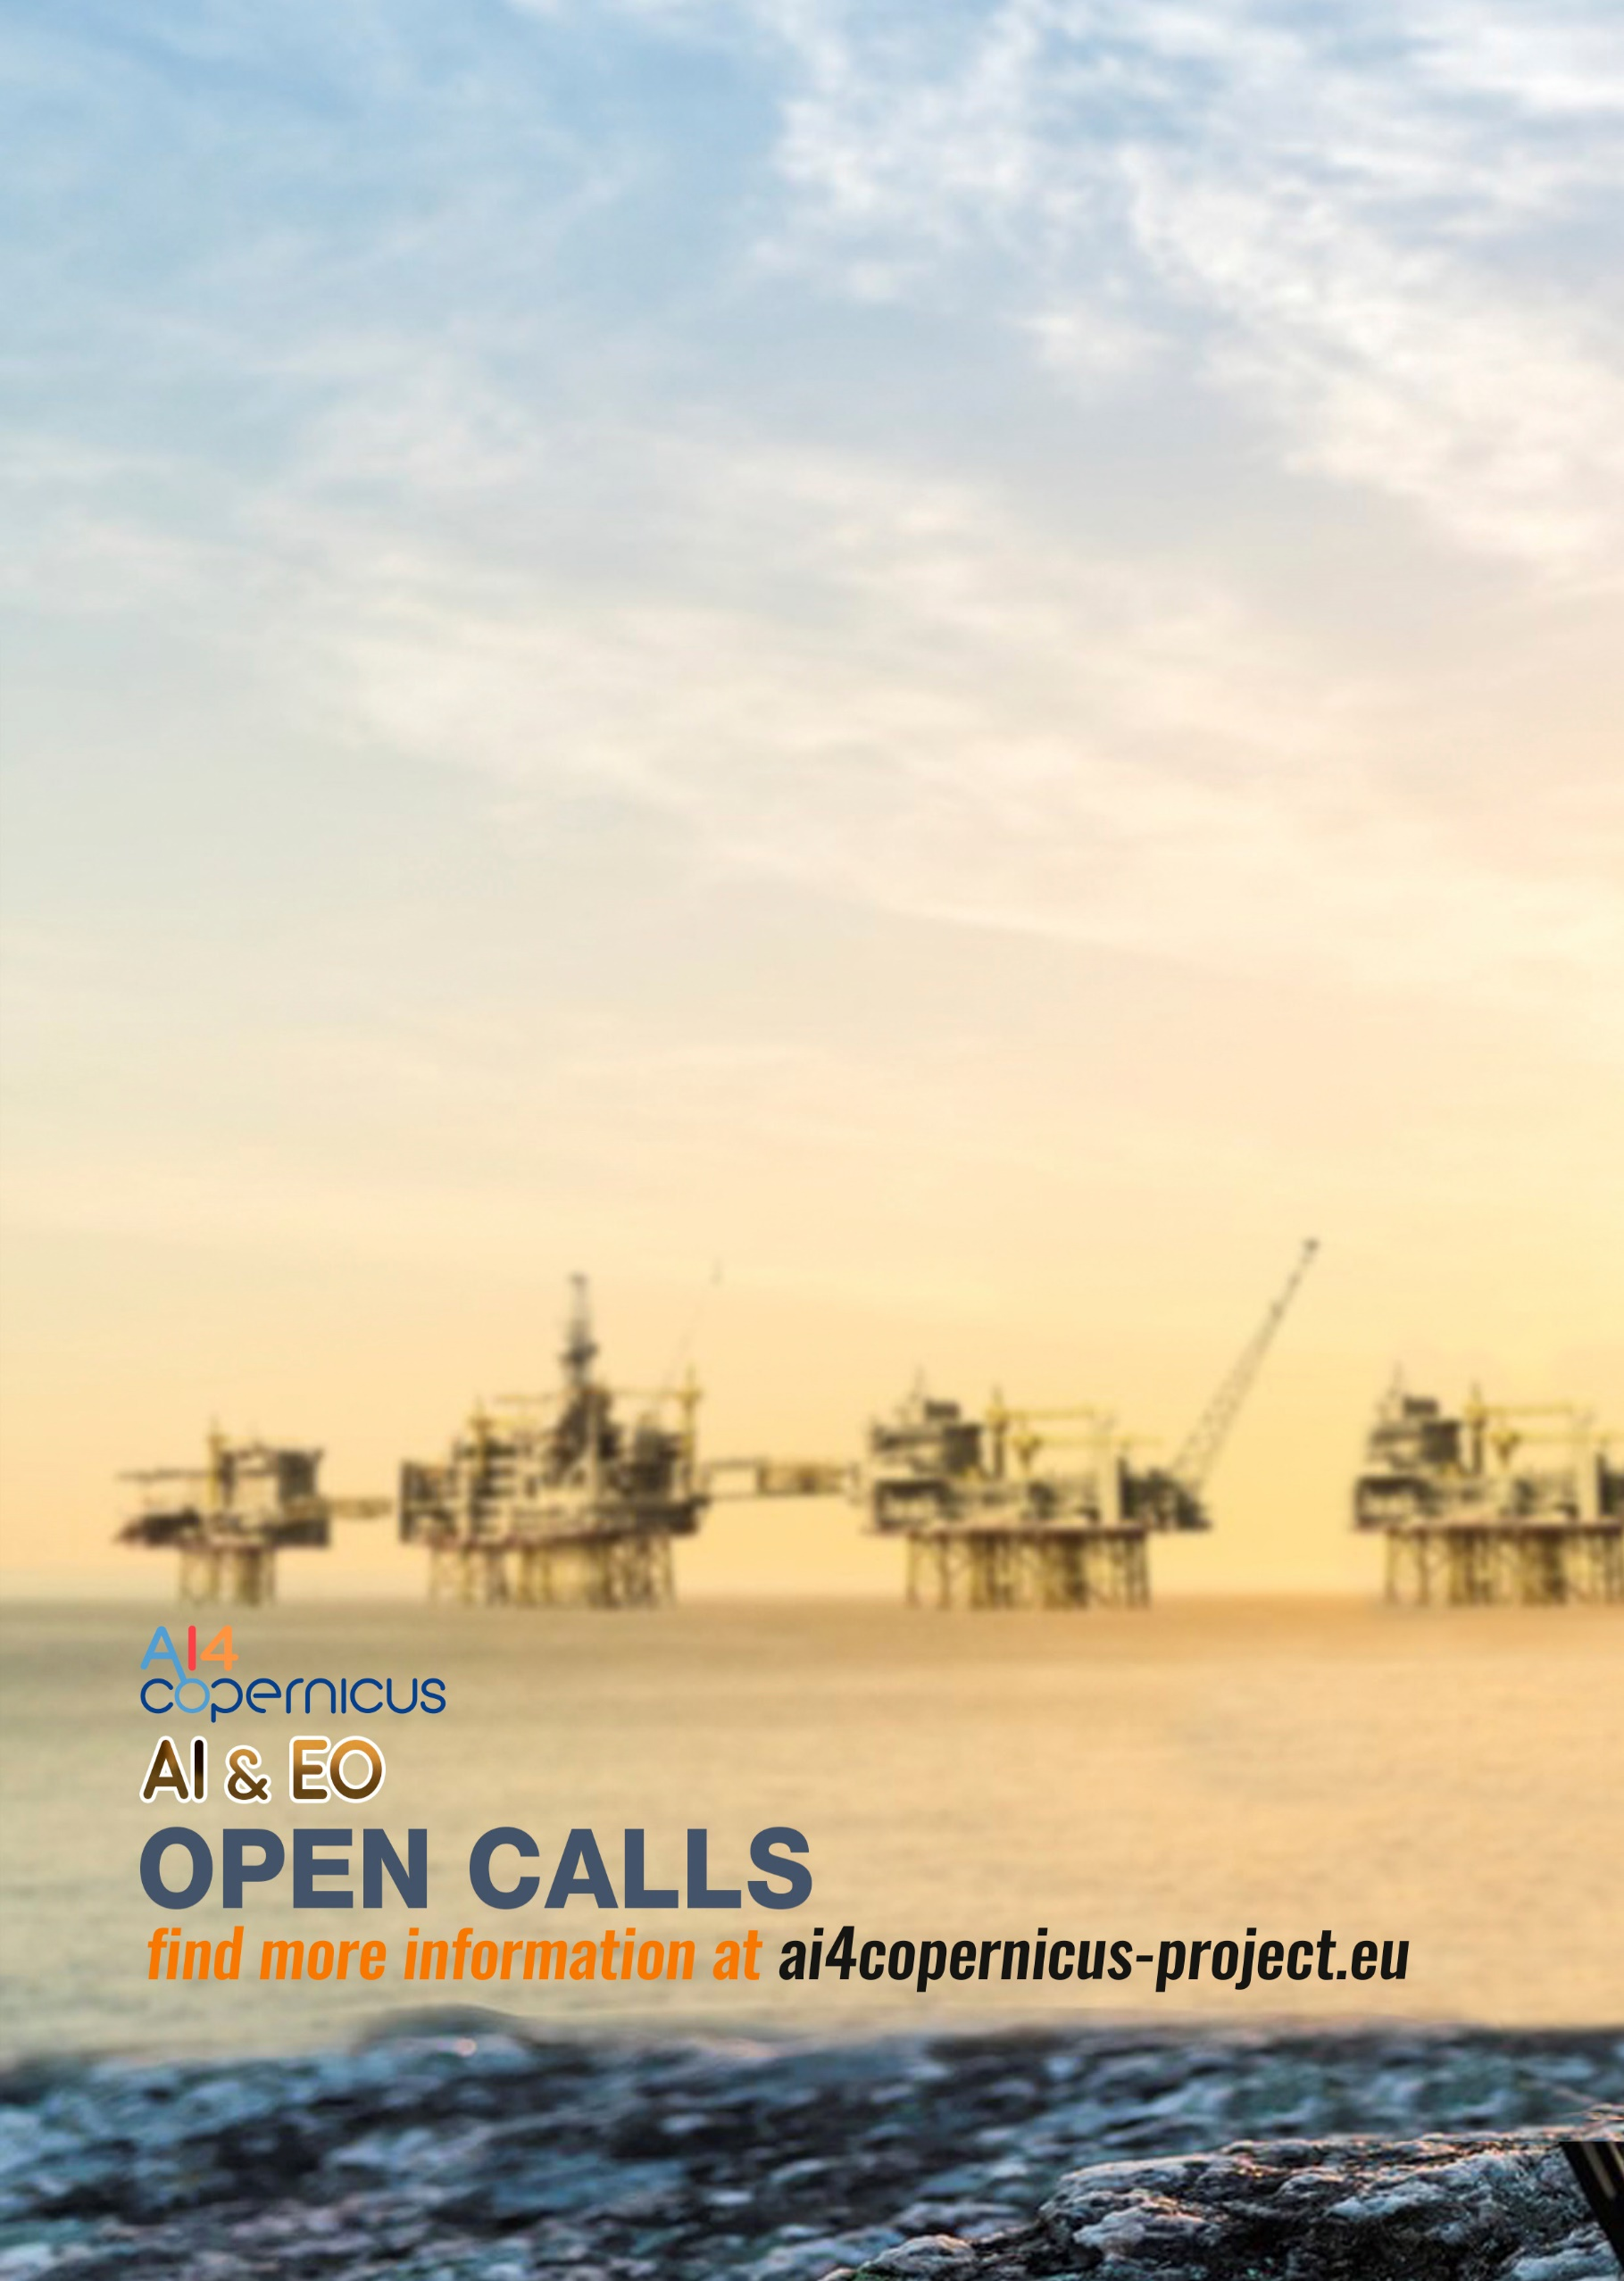 AI4
copernicus
AI & EO
OPEN CALLS
find more information at ai4copernicus-project.eu